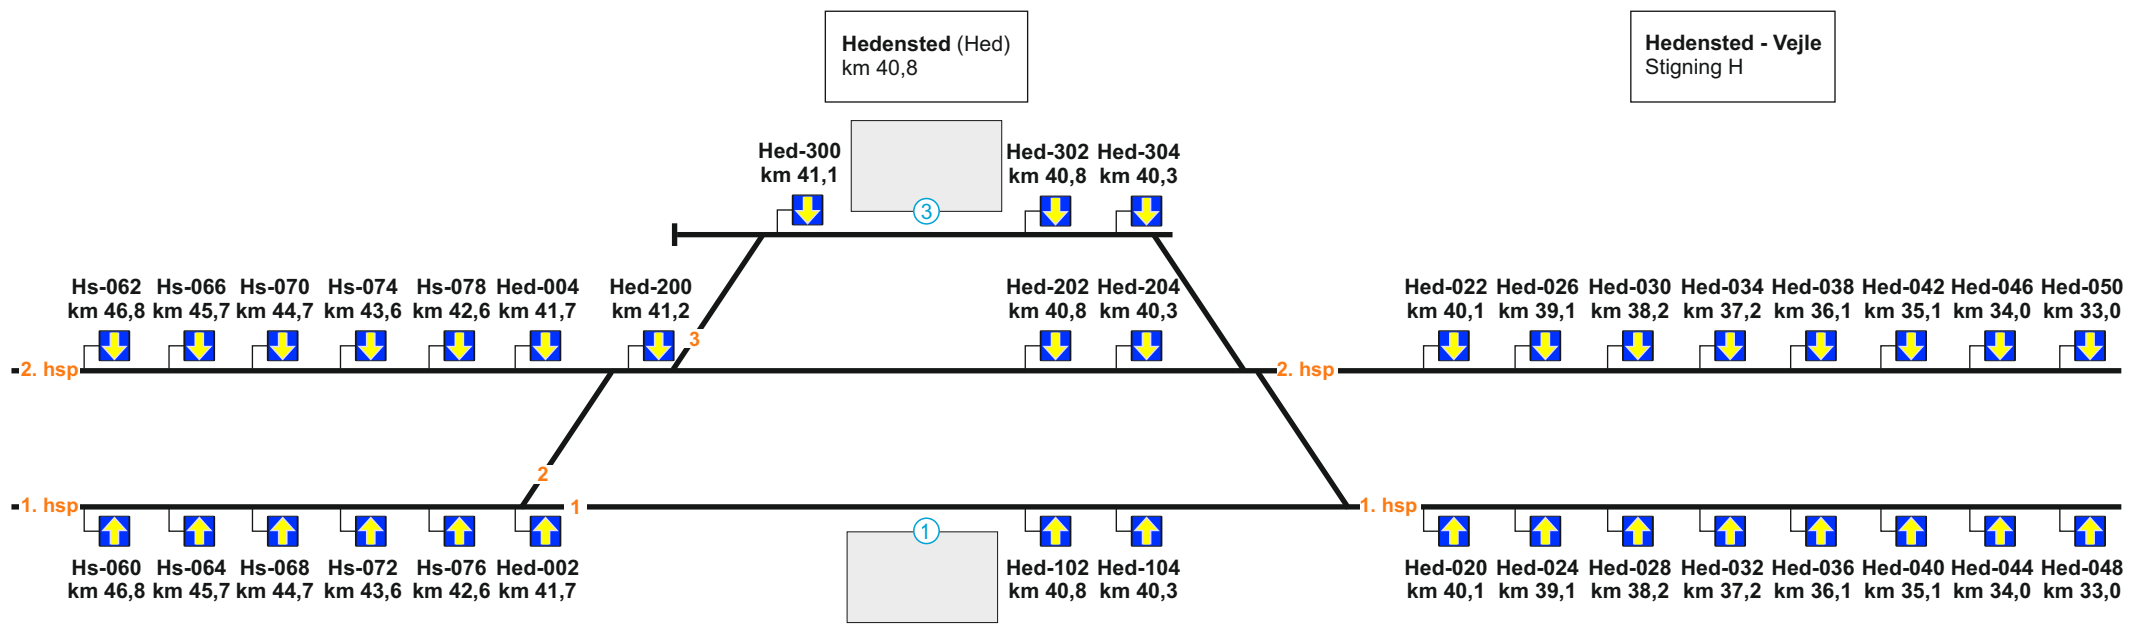 Hedensted (Hed)
km 40,8
Hedensted - Vejle
Stigning H
Hed-300
km 41,1
Hed-302
km 40,8
Hed-304
km 40,3
3
Hs-062
km 46,8
Hs-066
km 45,7
Hs-070
km 44,7
Hs-074
km 43,6
Hs-078
km 42,6
Hed-004
km 41,7
Hed-200
km 41,2
Hed-202
km 40,8
Hed-204
km 40,3
Hed-022
km 40,1
Hed-026
km 39,1
Hed-030
km 38,2
Hed-034
km 37,2
Hed-038
km 36,1
Hed-042
km 35,1
Hed-046
km 34,0
Hed-050
km 33,0
3
2. hsp
2. hsp
2
1. hsp
1
1. hsp
1
Hs-060
km 46,8
Hs-064
km 45,7
Hs-068
km 44,7
Hs-072
km 43,6
Hs-076
km 42,6
Hed-002
km 41,7
Hed-102
km 40,8
Hed-104
km 40,3
Hed-020
km 40,1
Hed-024
km 39,1
Hed-028
km 38,2
Hed-032
km 37,2
Hed-036
km 36,1
Hed-040
km 35,1
Hed-044
km 34,0
Hed-048
km 33,0